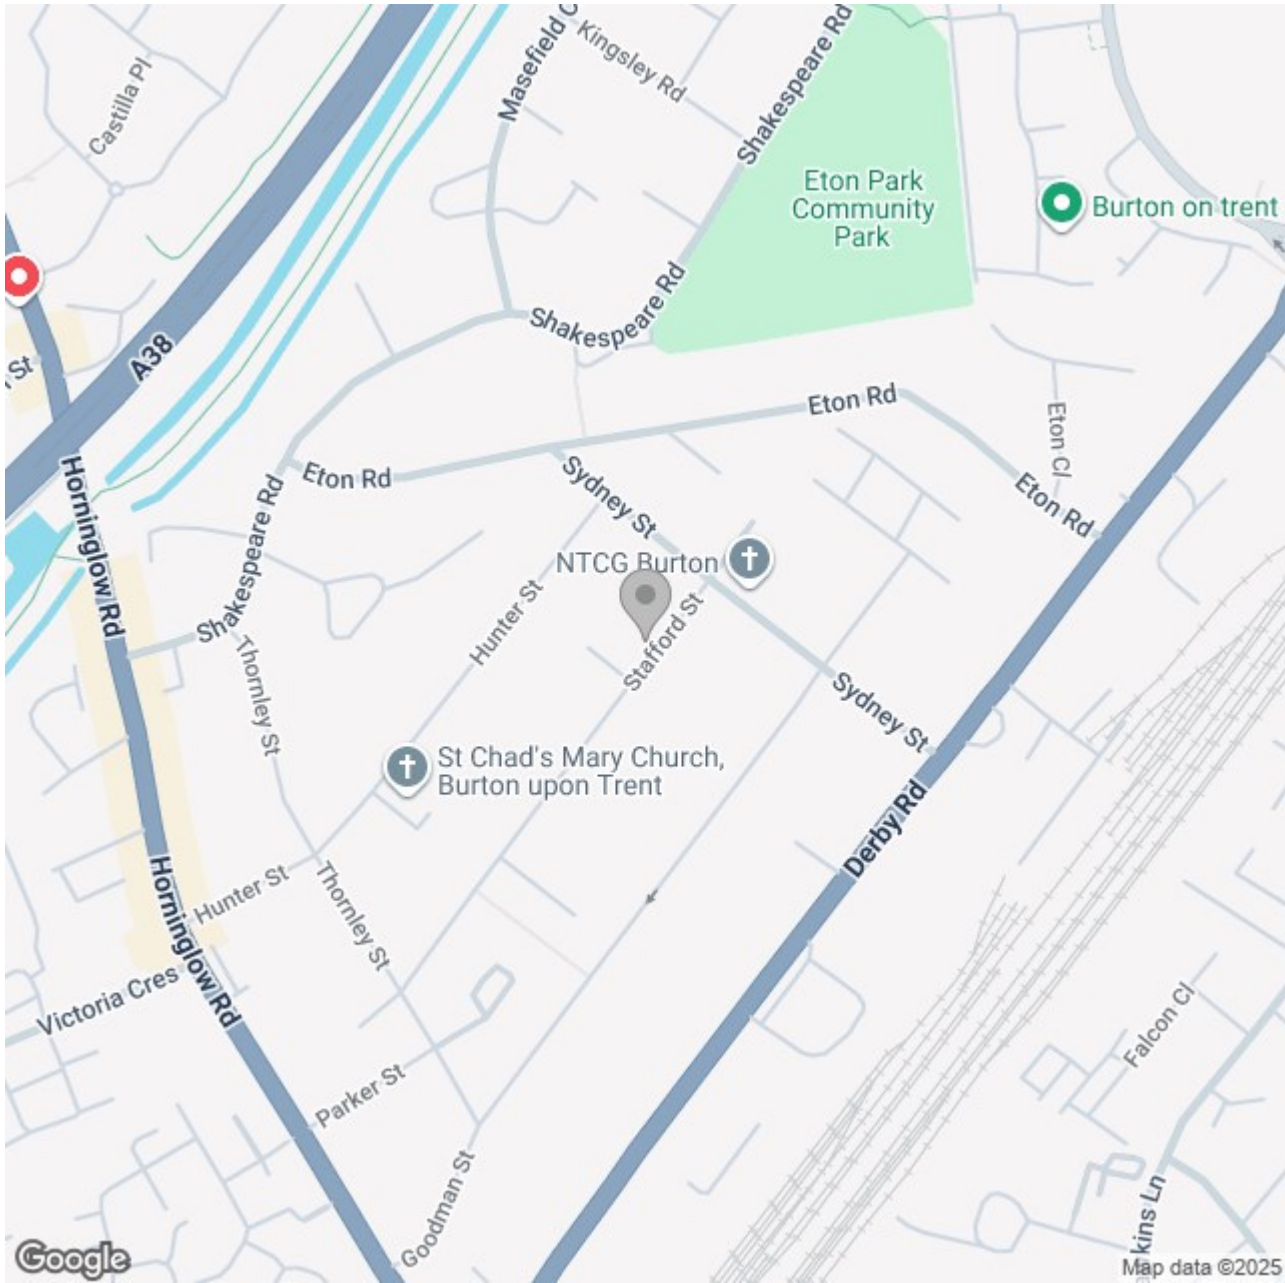 Masefield C
Kingsley Rd
Shakespeare Rd
Castilla Pl
Eton Park
Community
Park
Burton on trent
Shakespeare Rd
A38
St
Eton Rd
Eton Cl
Horninglow Rd
Eton Rd
Sydney St
Eton Rd
Shakespeare Rd
NTCG Burton
Hunter St
Stafford St
Thornley St
Sydney St
St Chad's Mary Church,
Burton upon Trent
Derby Rd
Horninglow Rd
Hunter St
Thornley St
Victoria Cres
Falcon Cl
Parker St
Goodman St
kins Ln
Google
Map data ©2025